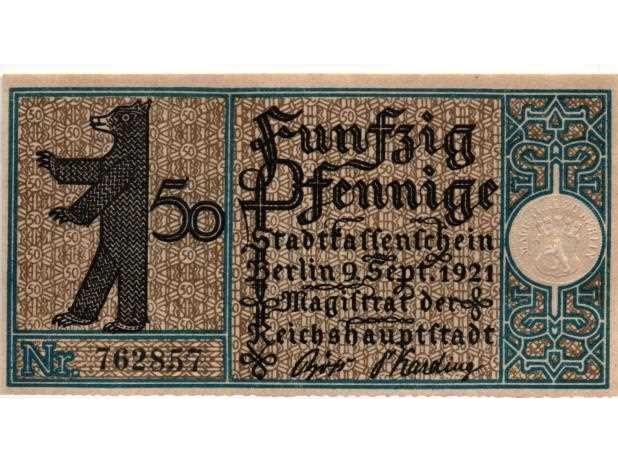 50
Funfzig
Pfennige
Stadtkassenschein
Berlin 9. Sept. 1921
Magistrat der
Reichshauptstadt
Nr. 762857